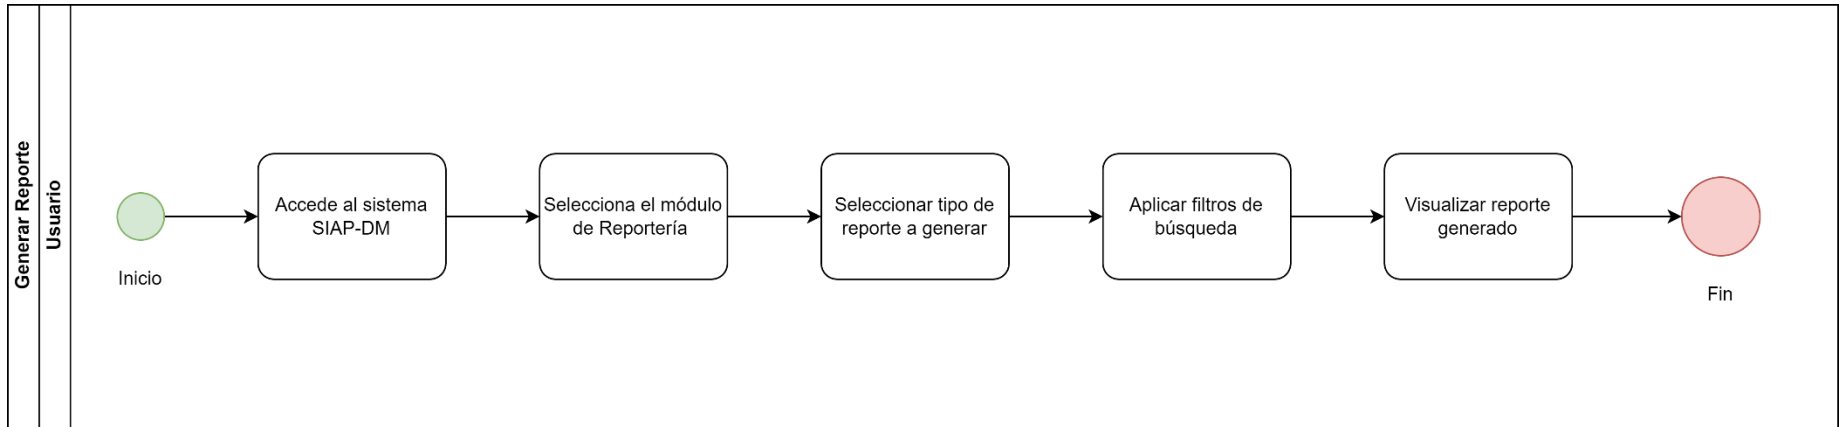 Generar Reporte
Usuario
Inicio
Accede al sistema
SIAP-DM
Selecciona el módulo
de Reportería
Seleccionar tipo de
reporte a generar
Aplicar filtros de
búsqueda
Visualizar reporte
generado
Fin